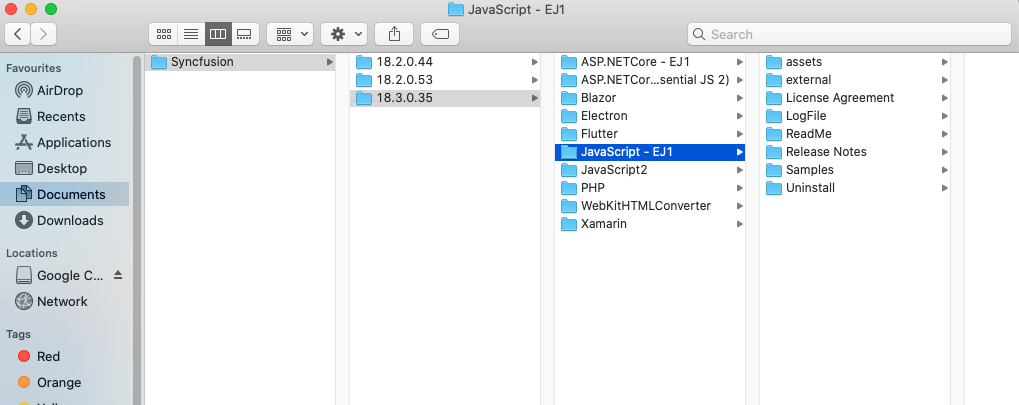 JavaScript - EJ1
Search
Favourites
AirDrop
Recents
Applications
Desktop
Documents
Downloads
Locations
Google C...
Network
Tags
Red
Orange
Syncfusion
18.2.0.44
18.2.0.53
18.3.0.35
ASP.NETCore - EJ1
ASP.NETCor...sential JS 2)
Blazor
Electron
Flutter
JavaScript - EJ1
JavaScript2
PHP
WebKitHTMLConverter
Xamarin
assets
external
License Agreement
LogFile
ReadMe
Release Notes
Samples
Uninstall